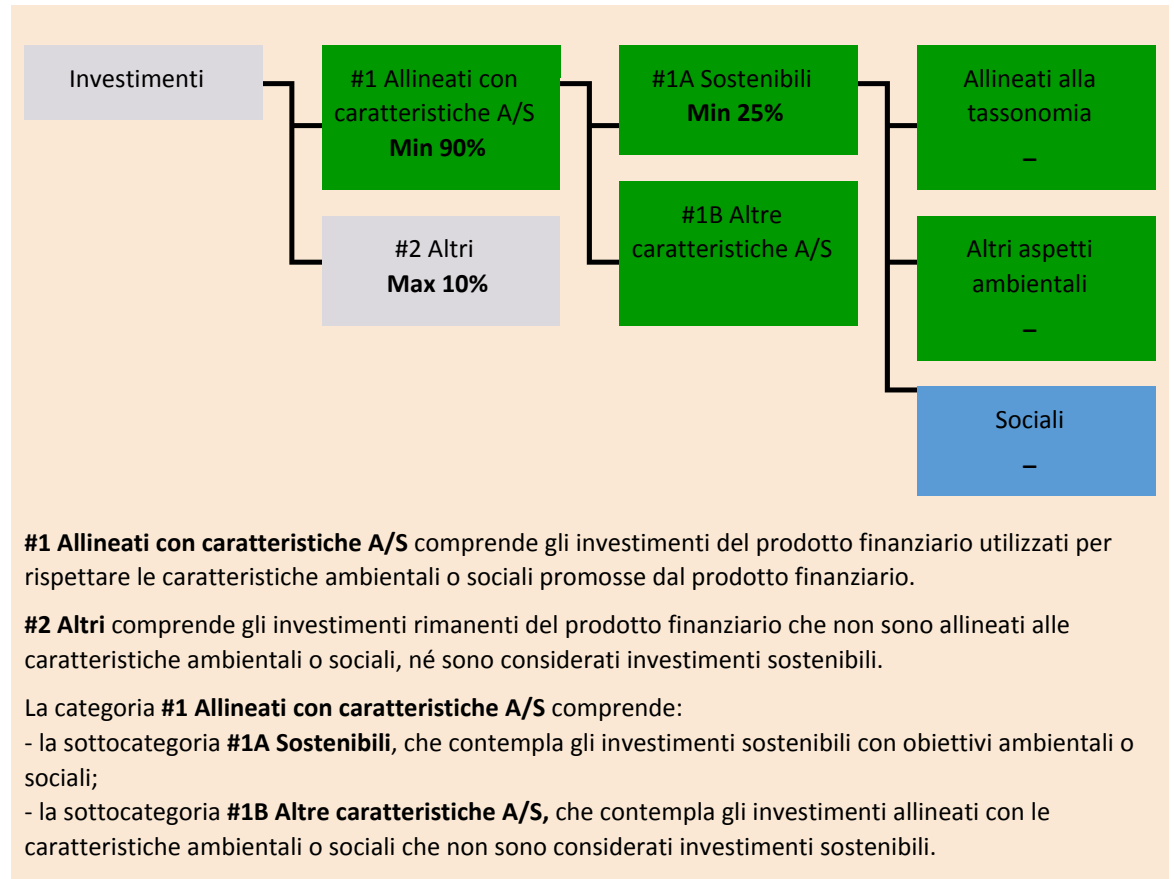 Investimenti
#1 Allineati con
caratteristiche A/S
Min 90%
#2 Altri
Max 10%
#1A Sostenibili
Min 25%
#1B Altre
caratteristiche A/S
Allineati alla
tassonomia
–
Altri aspetti
ambientali
–
Sociali
–
#1 Allineati con caratteristiche A/S comprende gli investimenti del prodotto finanziario utilizzati per
rispettare le caratteristiche ambientali o sociali promosse dal prodotto finanziario.
#2 Altri comprende gli investimenti rimanenti del prodotto finanziario che non sono allineati alle
caratteristiche ambientali o sociali, né sono considerati investimenti sostenibili.
La categoria #1 Allineati con caratteristiche A/S comprende:
- la sottocategoria #1A Sostenibili, che contempla gli investimenti sostenibili con obiettivi ambientali o
sociali;
- la sottocategoria #1B Altre caratteristiche A/S, che contempla gli investimenti allineati con le
caratteristiche ambientali o sociali che non sono considerati investimenti sostenibili.